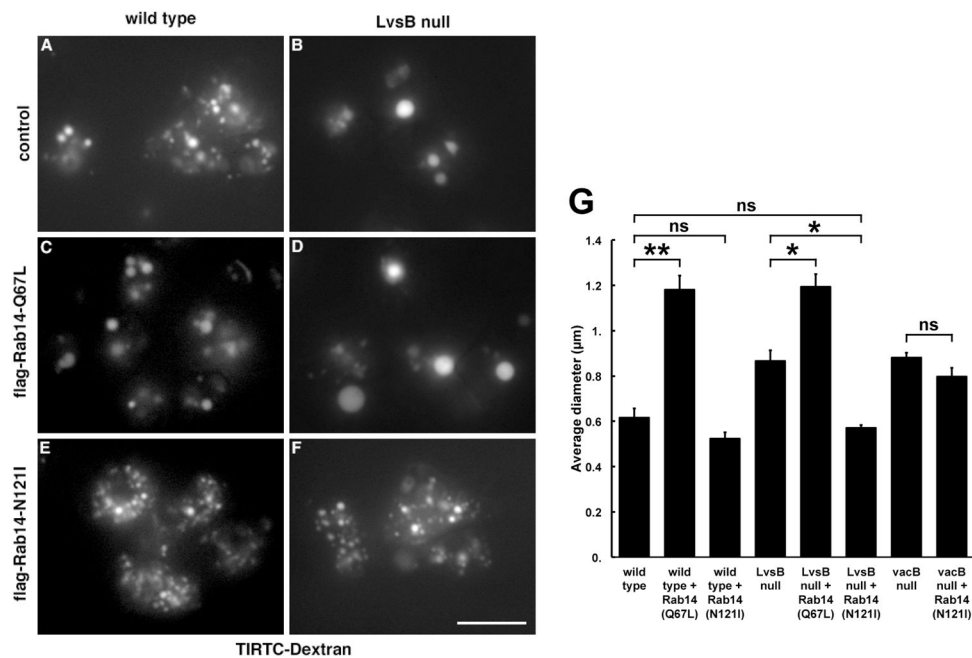 wild type
LvsB null
A
B
control
C
D
flag-Rab14-Q67L
E
F
flag-Rab14-N121I
TIRTC-Dextran
G
ns
ns
*
**
*
ns
Average diameter (μm)
1.4
1.2
1.0
0.8
0.6
0.4
0.2
0.
wild
type
wild
type +
Rab14
(Q67L)
wild
type +
Rab14
(N121I)
LvsB
null
LvsB
null +
Rab14
(Q67L)
LvsB
null +
Rab14
(N121I)
vacB
null
vacB
null +
Rab14
(N121I)